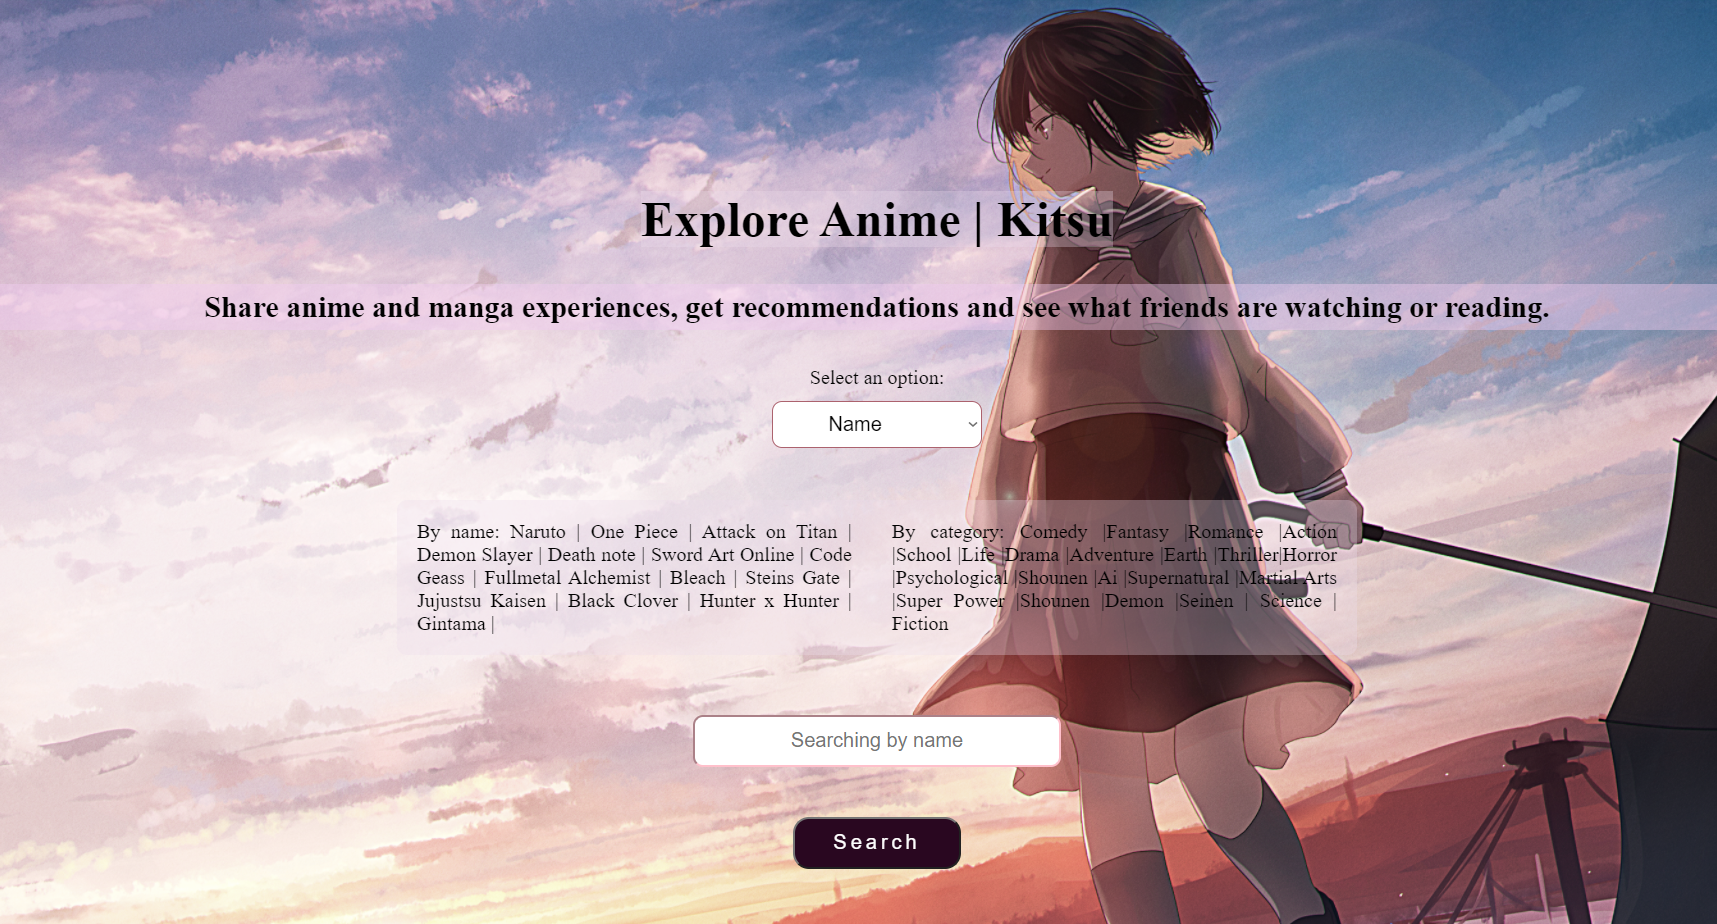 Explore Anime | Kitsu
Share anime and manga experiences, get recommendations and see what friends are watching or reading.
Select an option:
Name
By name: Naruto | One Piece | Attack on Titan |
Demon Slayer | Death note | Sword Art Online | Code
Geass | Fullmetal Alchemist | Bleach | Steins Gate |
Jujustsu Kaisen | Black Clover | Hunter x Hunter |
Gintama |
By category: Comedy |Fantasy |Romance |Action
|School |Life |Drama |Adventure |Earth |Thriller|Horror
|Psychological |Shounen |Ai |Supernatural |Martial Arts
|Super Power |Shounen |Demon |Seinen | Science |
Fiction
Searching by name
Search